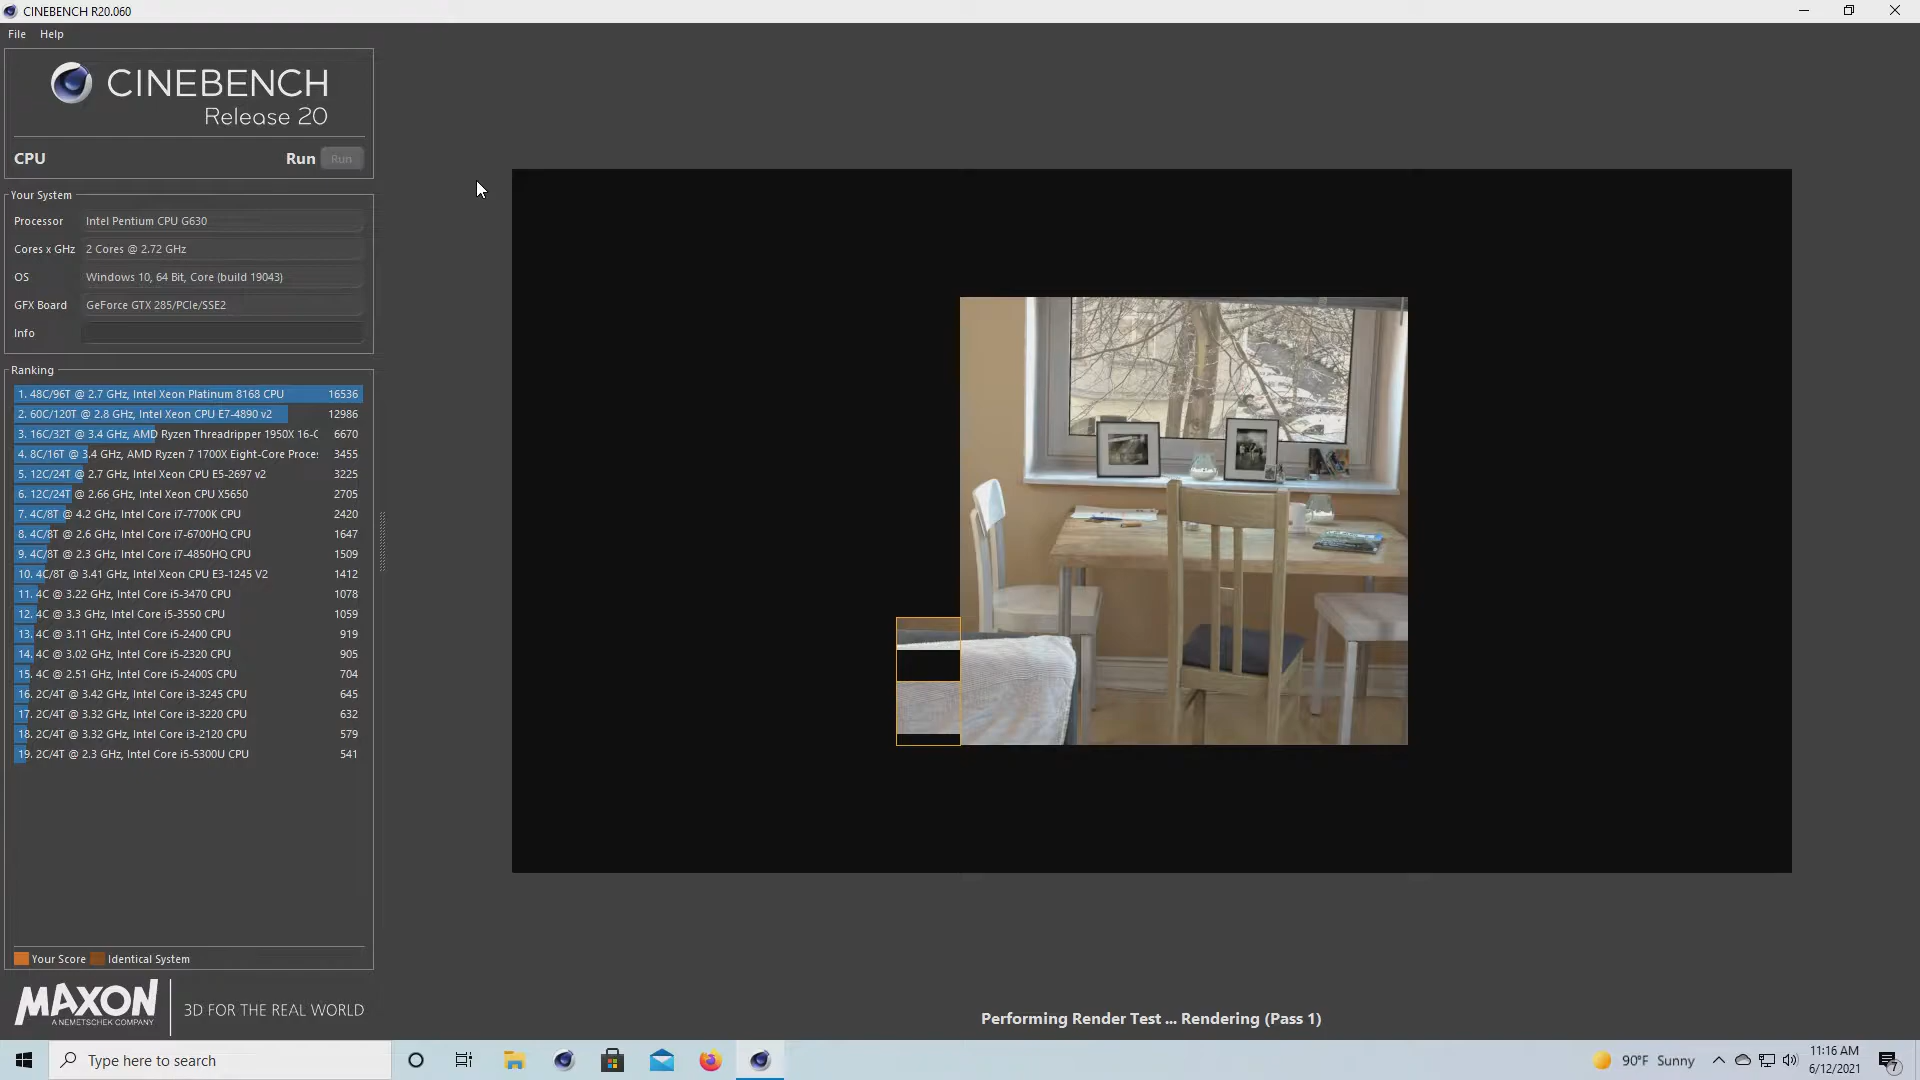 CINEBENCH R20.060
File Help
CINEBENCH
Release 20
CPU Run Run
Your System
Processor Intel Pentium CPU G630
Cores x GHz 2 Cores @ 2.72 GHz
OS Windows 10, 64 Bit, Core (build 19043)
GFX Board GeForce GTX 285/PCIe/SSE2
Info
Ranking
1. 48C/96T @ 2.7 GHz, Intel Xeon Platinum 8168 CPU 16536
2. 60C/120T @ 2.8 GHz, Intel Xeon CPU E7-4890 v2 12986
3. 16C/32T @ 3.4 GHz, AMD Ryzen Threadripper 1950X 16-C 6670
4. 8C/16T @ 3.4 GHz, AMD Ryzen 7 1700X Eight-Core Proce: 3455
5. 12C/24T @ 2.7 GHz, Intel Xeon CPU E5-2697 v2 3225
6. 12C/24T @ 2.66 GHz, Intel Xeon CPU X5650 2705
7. 4C/8T @ 4.2 GHz, Intel Core i7-7700K CPU 2420
8. 4C/8T @ 2.6 GHz, Intel Core i7-6700HQ CPU 1647
9. 4C/8T @ 2.3 GHz, Intel Core i7-4850HQ CPU 1509
10. 4C/8T @ 3.41 GHz, Intel Xeon CPU E3-1245 V2 1412
11. 4C @ 3.22 GHz, Intel Core i5-3470 CPU 1078
12. 4C @ 3.3 GHz, Intel Core i5-3550 CPU 1059
13. 4C @ 3.11 GHz, Intel Core i5-2400 CPU 919
14. 4C @ 3.02 GHz, Intel Core i5-2320 CPU 905
15. 4C @ 2.51 GHz, Intel Core i5-2400S CPU 704
16. 2C/4T @ 3.42 GHz, Intel Core i3-3245 CPU 645
17. 2C/4T @ 3.32 GHz, Intel Core i3-3220 CPU 632
18. 2C/4T @ 3.32 GHz, Intel Core i3-2120 CPU 579
19. 2C/4T @ 2.3 GHz, Intel Core i5-5300U CPU 541
Your Score Identical System
MAXON
A NEMETSCHEK COMPANY
3D FOR THE REAL WORLD
Performing Render Test ... Rendering (Pass 1)
Type here to search
90°F Sunny
11:16 AM
6/12/2021
7